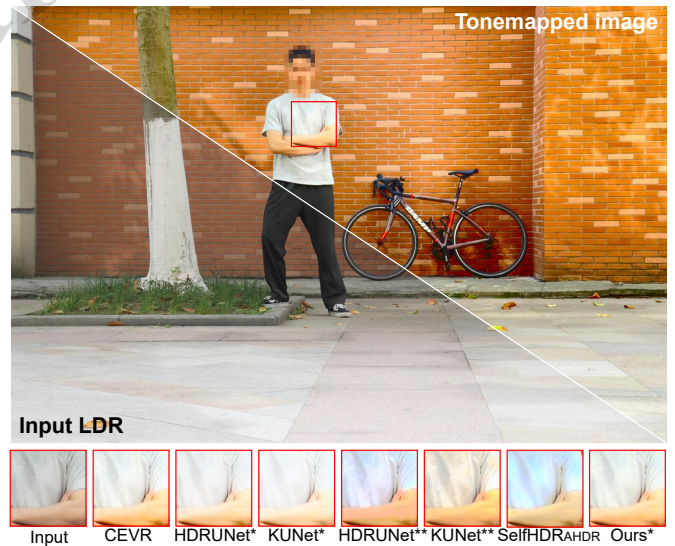 Tonemapped image
Input LDR
Input CEVR HDRUNet* KUNet* HDRUNet** KUNet** SelfHDRAHDR Ours*